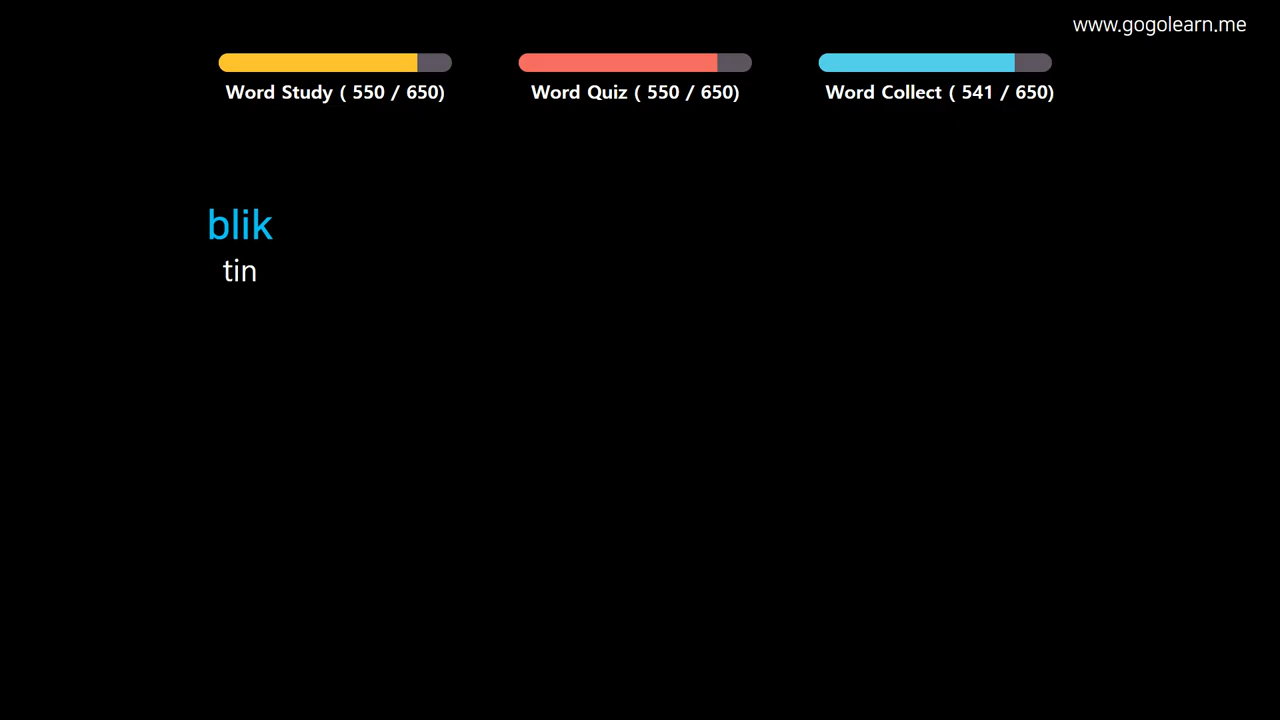 www.gogolearn.me
Word Study ( 550 / 650)
Word Quiz ( 550 / 650)
Word Collect ( 541 / 650)
blik
tin